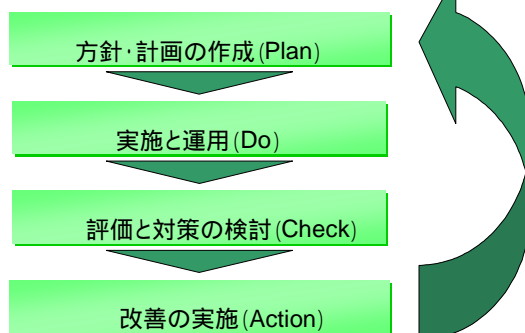 方針･計画の作成(Plan)
実施と運用(Do)
評価と対策の検討(Check)
改善の実施(Action)